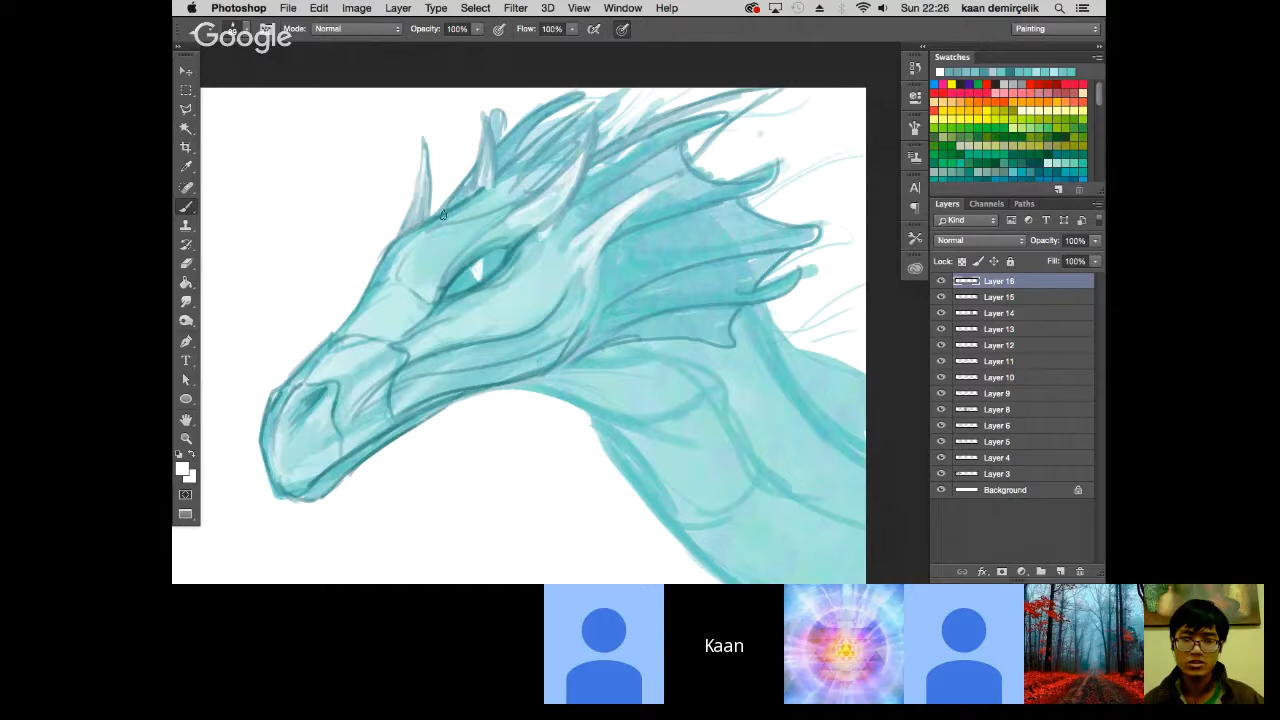 Photoshop File Edit Image Layer Type Select Filter 3D View Window Help Sun 22:26 kaan demirçelik
Google Mode: Normal Opacity: 100% Flow: 100% Painting
Swatches
Layers Channels Paths
Kind
Normal Opacity: 100%
Lock: Fill: 100%
Layer 16
Layer 15
Layer 14
Layer 13
Layer 12
Layer 11
Layer 10
Layer 9
Layer 8
Layer 6
Layer 5
Layer 4
Layer 3
Background
Kaan